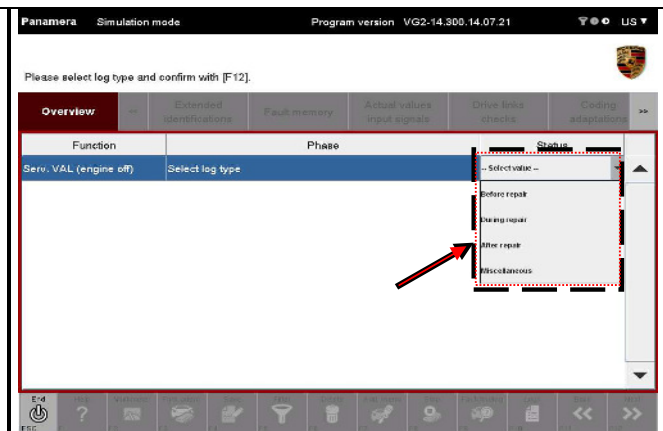 Panamera Simulation mode Program version VG2-14.300.14.07.21 US
Please select log type and confirm with [F12].
Overview ... Extended identifications Fault memory Actual values input signals Drive links checks Coding adaptations >>
Function Phase Status
Serv. VAL (engine off) Select log type -- Select value --
Before repair
During repair
After repair
Miscellaneous
End Help
ESC